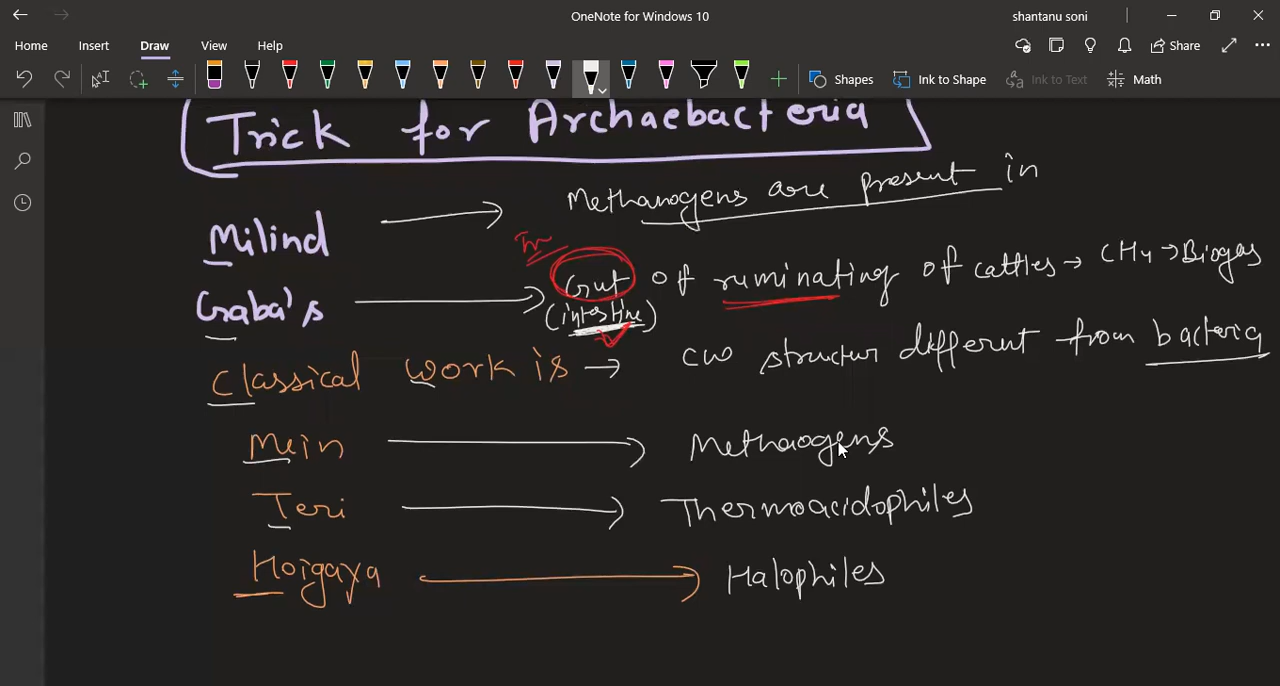 OneNote for Windows 10
shantanu soni
Home Insert Draw View Help
Share
Shapes Ink to Shape Ink to Text Math
Trick for Archaebacteria
Milind Methanogens are present in
Gaba's Gut of ruminating of cattles → CH4 → Biogas
(intestine)
Classical work is → CW structur different from bacteria
Mein Methaogens
Teri Thermoacidophiles
Hoigaya Halophiles